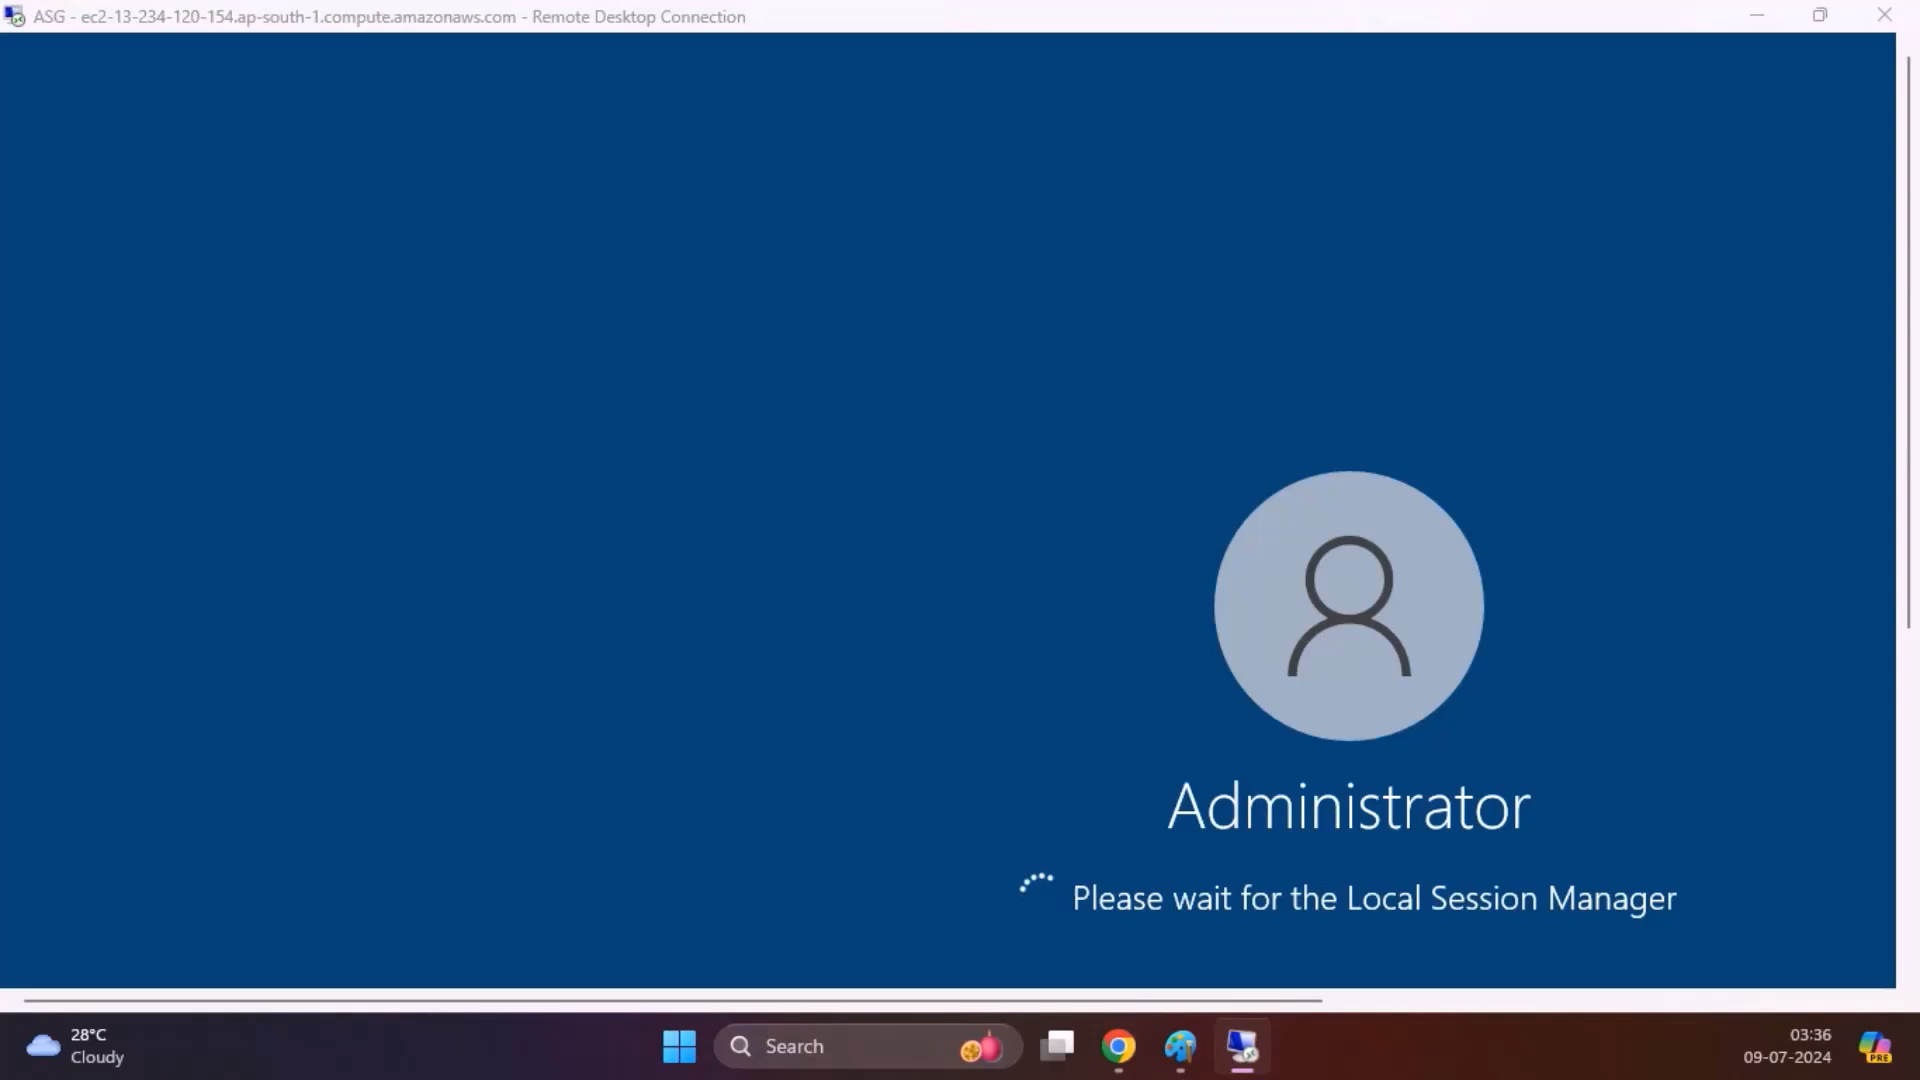 ASG - ec2-13-234-120-154.ap-south-1.compute.amazonaws.com - Remote Desktop Connection
Administrator
Please wait for the Local Session Manager
28°C
Cloudy
Search
03:36
09-07-2024
PRE